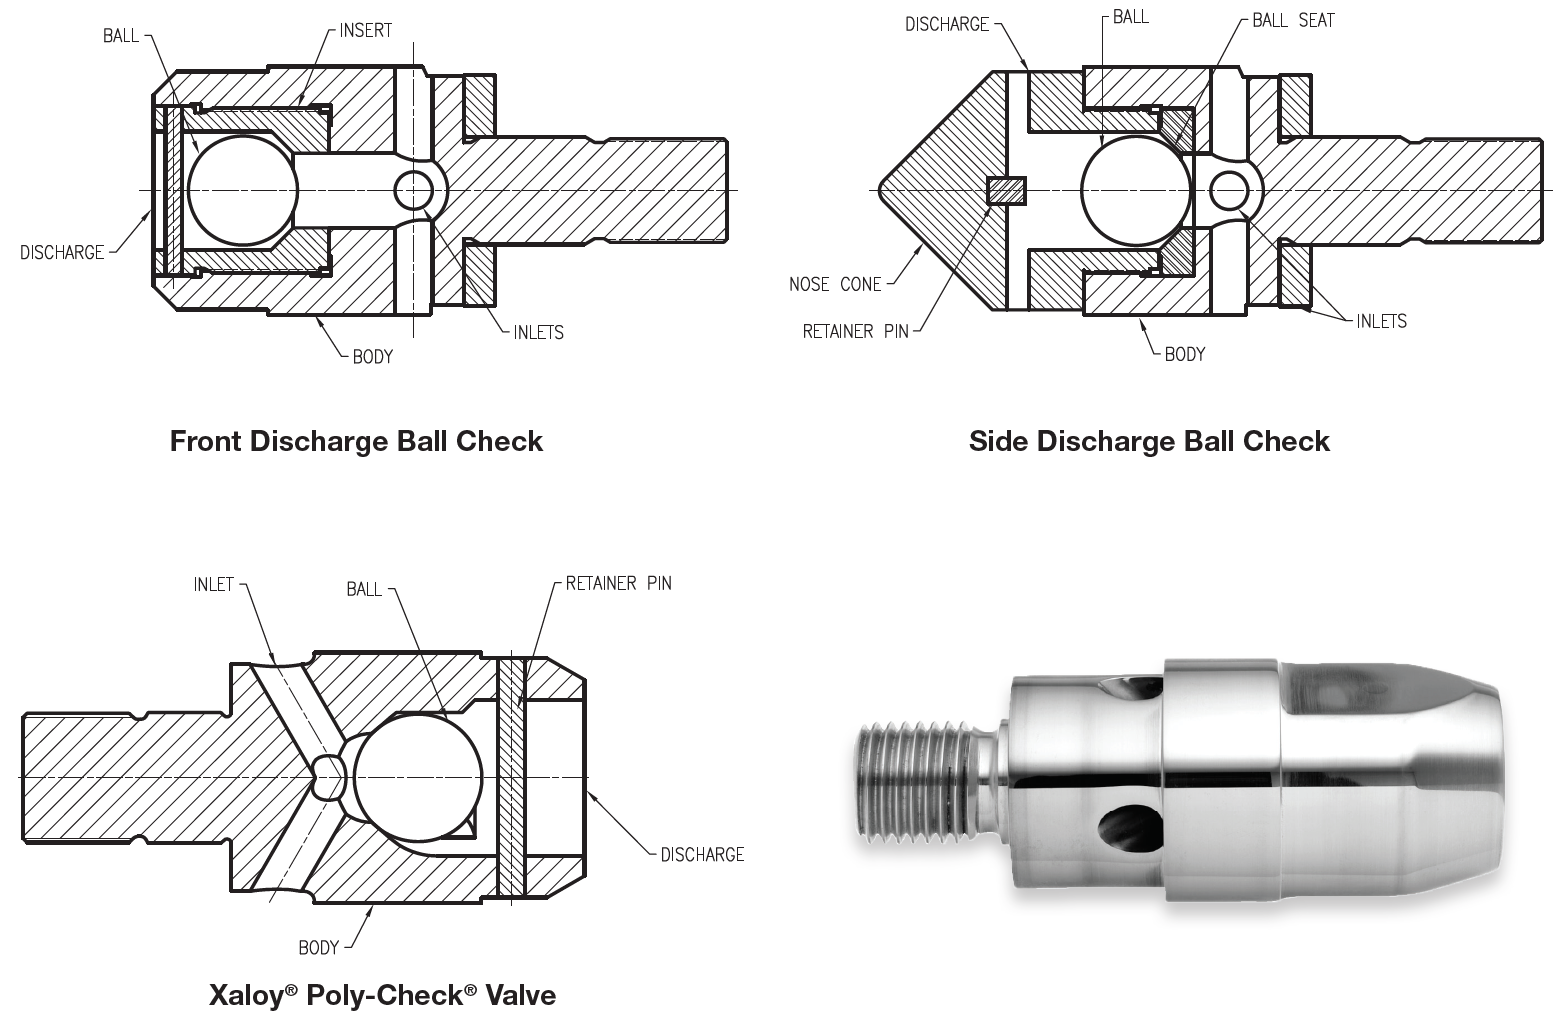 BALL
INSERT
DISCHARGE
INLETS
BODY
Front Discharge Ball Check
DISCHARGE
BALL
BALL SEAT
NOSE CONE
RETAINER PIN
INLETS
BODY
Side Discharge Ball Check
INLET
BALL
RETAINER PIN
DISCHARGE
BODY
Xaloy® Poly-Check® Valve